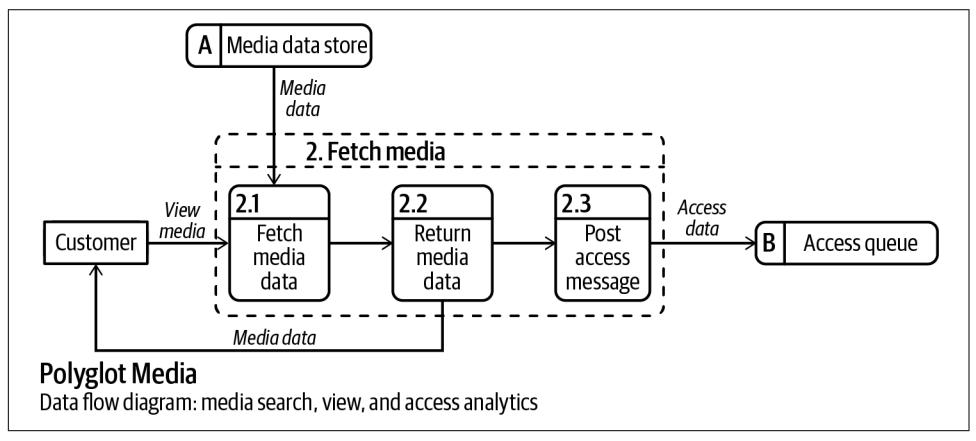 A Media data store
Media
data
2. Fetch media
2.1
2.2
2.3
View
media
Customer
Fetch
media
data
Return
media
data
Post
access
message
Access
data
B Access queue
Media data
Polyglot Media
Data flow diagram: media search, view, and access analytics